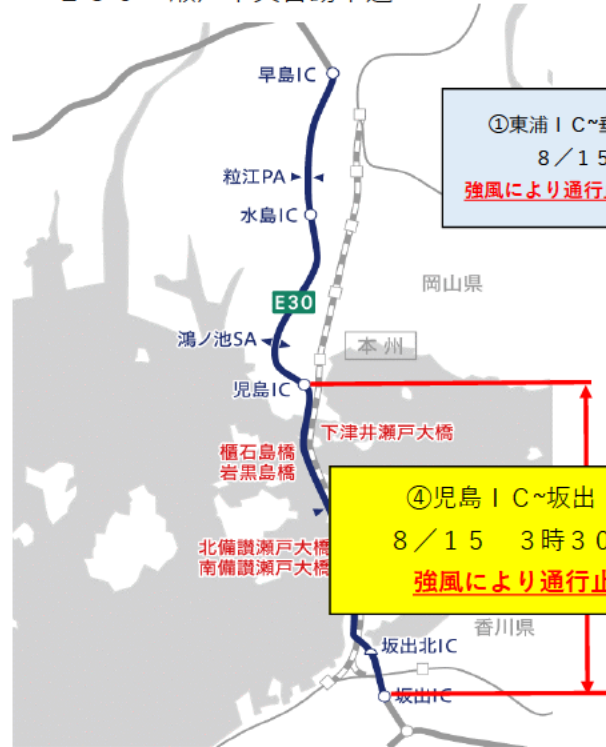 早島IC
①東浦ＩＣ~
８／１５
強風により通行
粒江PA
水島IC
岡山県
E30
鴻ノ池SA
本州
児島IC
下津井瀬戸大橋
櫃石島橋
岩黒島橋
④児島ＩＣ~坂出
８／１５　３時３０
強風により通行止
北備讃瀬戸大橋
南備讃瀬戸大橋
香川県
坂出北IC
坂出IC